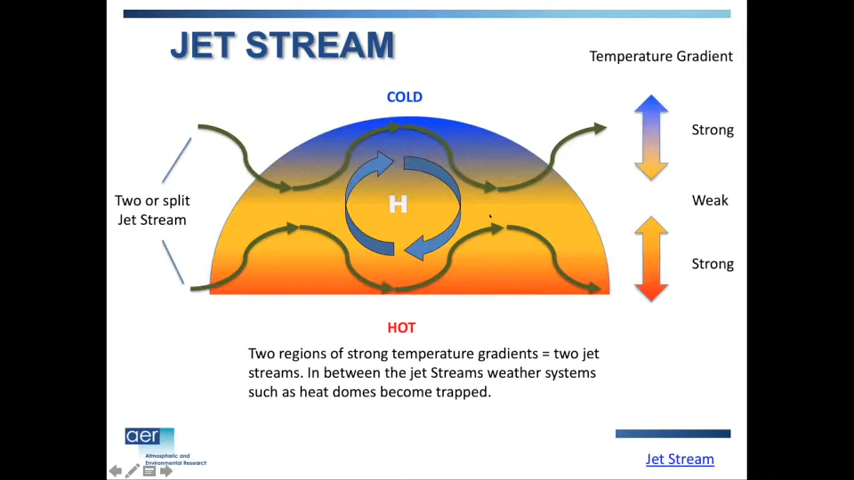 JET STREAM
Temperature Gradient
COLD
Strong
Two or split
Jet Stream
H
Weak
Strong
HOT
Two regions of strong temperature gradients = two jet
streams. In between the jet Streams weather systems
such as heat domes become trapped.
aer
Atmospheric and
Environmental Research
Jet Stream